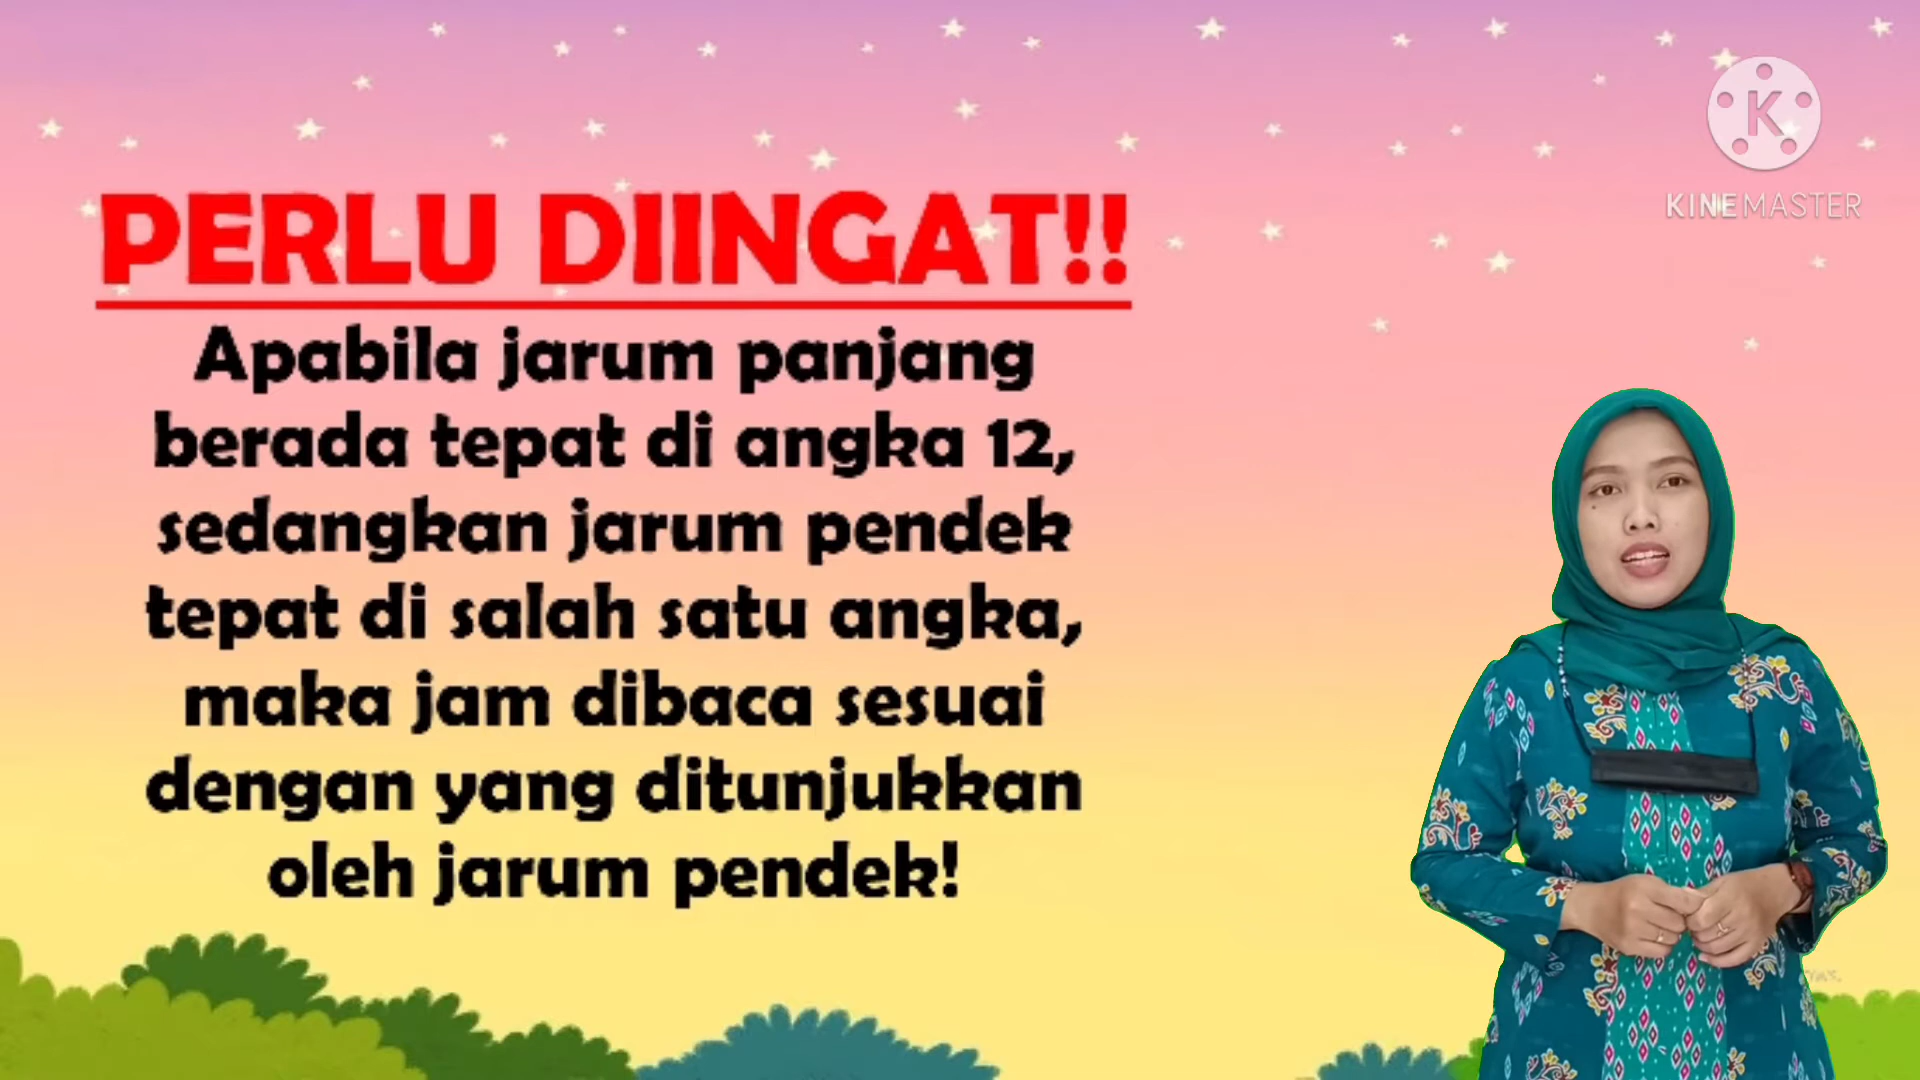 K
KINEMASTER
PERLU DIINGAT!!
Apabila jarum panjang
berada tepat di angka 12,
sedangkan jarum pendek
tepat di salah satu angka,
maka jam dibaca sesuai
dengan yang ditunjukkan
oleh jarum pendek!